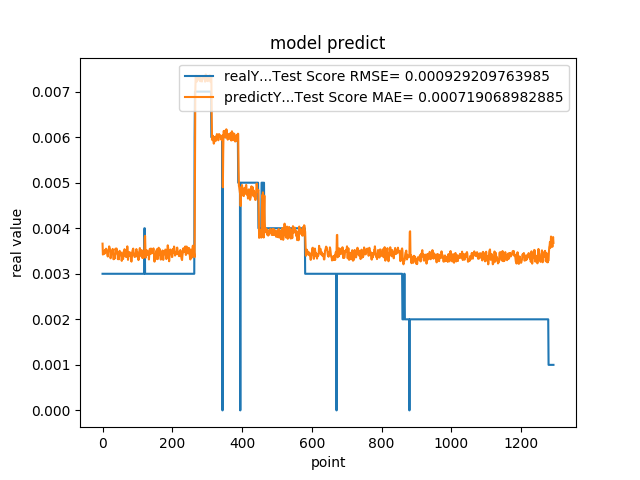 model predict
realY...Test Score RMSE= 0.000929209763985
predictY...Test Score MAE= 0.000719068982885
real value
0.007
0.006
0.005
0.004
0.003
0.002
0.001
0.000
0 200 400 600 800 1000 1200
point